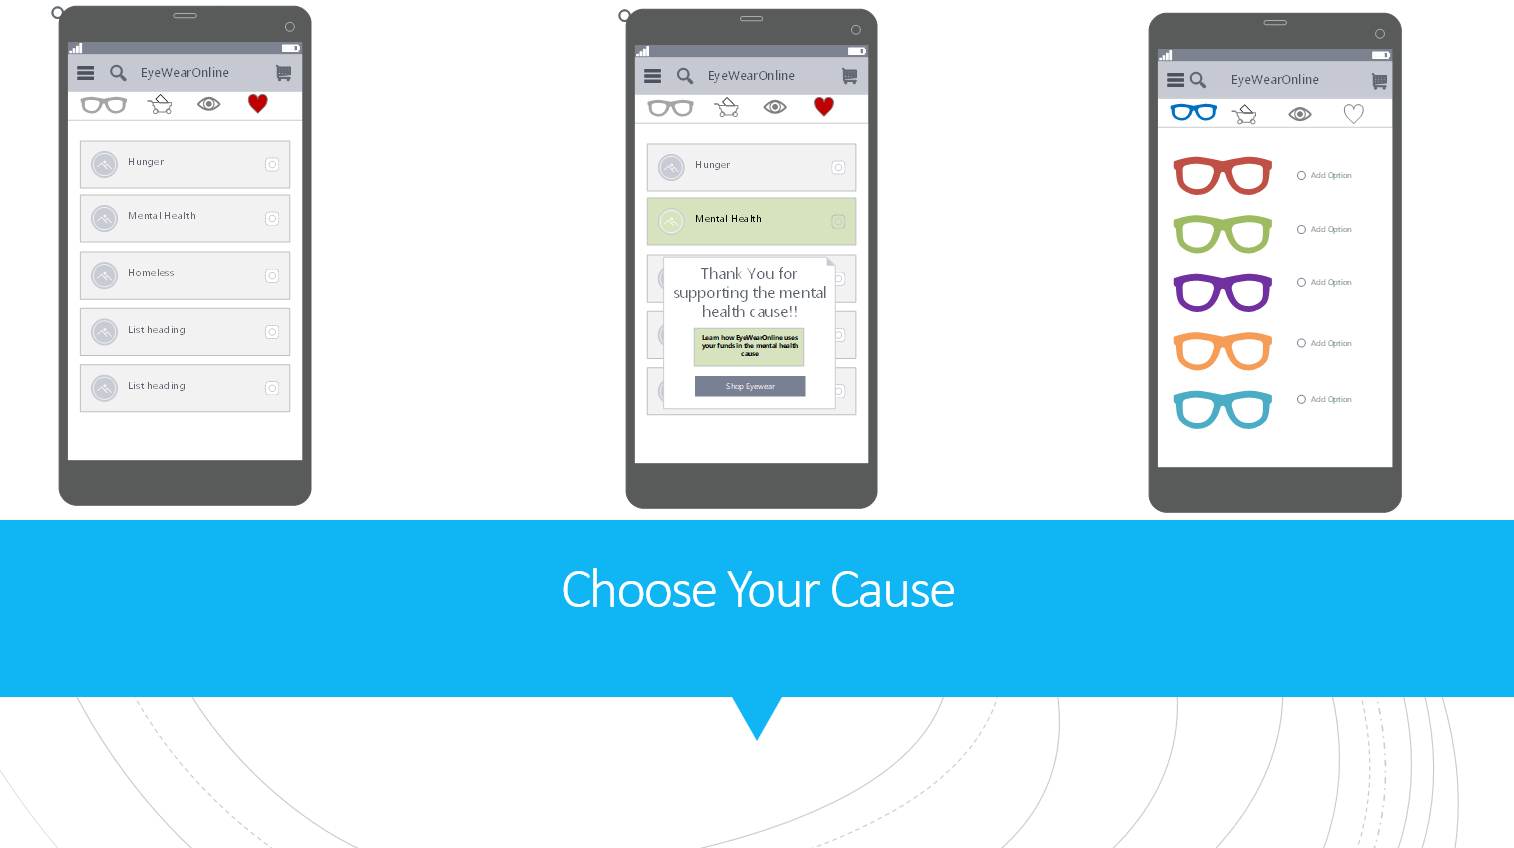 EyeWearOnline
Hunger
Mental Health
Homeless
List heading
List heading
EyeWearOnline
Hunger
Mental Health
Thank You for
supporting the mental
health cause!!
Learn how EyeWearOnline uses
your funds in the mental health
cause
Shop Eyewear
EyeWearOnline
Add Option
Add Option
Add Option
Add Option
Add Option
Choose Your Cause